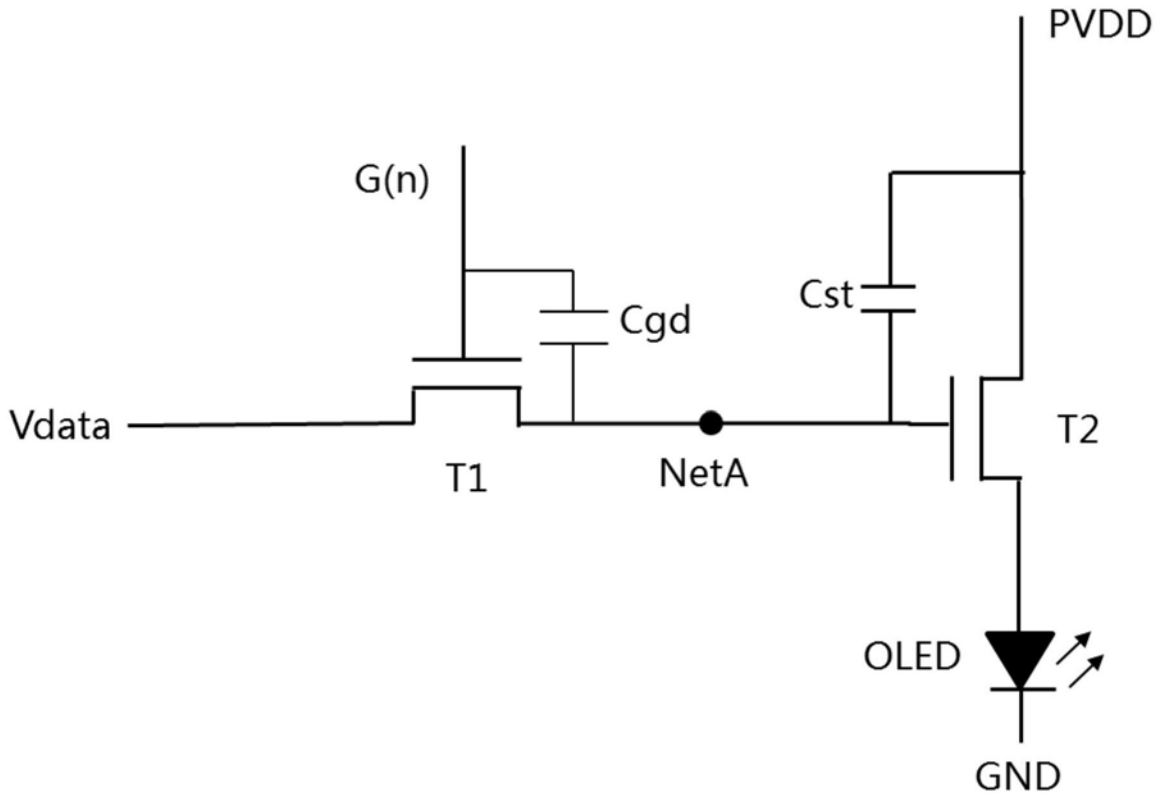 PVDD
G(n)
Cst
Cgd
Vdata
T2
T1
NetA
OLED
GND